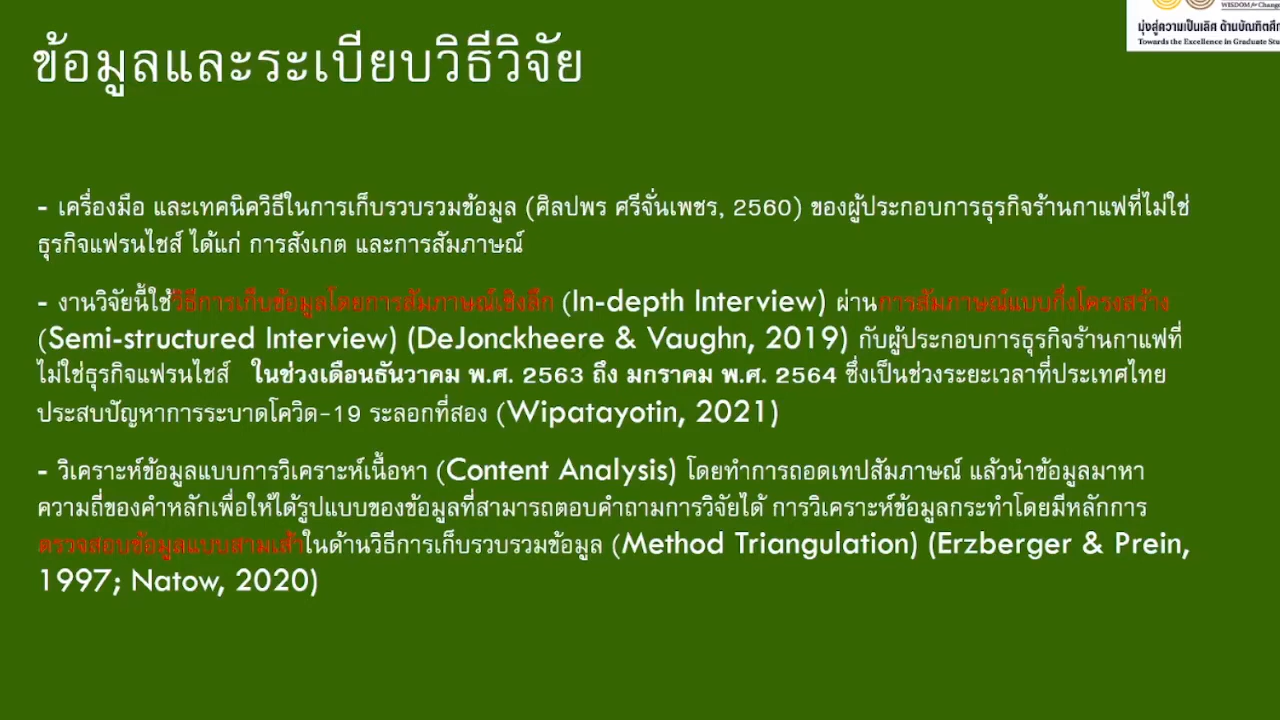 WISDOM for Change
มุ่งสู่ความเป็นเลิศ ด้านบัณฑิตศึ
Towards the Excellence in Graduate Stu
ข้อมูลและระเบียบวิธีวิจัย
- เครื่องมือ และเทคนิควิธีในการเก็บรวบรวมข้อมูล (ศิลปพร ศรีจั่นเพชร, 2560) ของผู้ประกอบการธุรกิจร้านกาแฟที่ไม่ใช่
ธุรกิจแฟรนไชส์ ได้แก่ การสังเกต และการสัมภาษณ์
- งานวิจัยนี้ใช้วิธีการเก็บข้อมูลโดยการสัมภาษณ์เชิงลึก (In-depth Interview) ผ่านการสัมภาษณ์แบบกึ่งโครงสร้าง
(Semi-structured Interview) (DeJonckheere & Vaughn, 2019) กับผู้ประกอบการธุรกิจร้านกาแฟที่
ไม่ใช่ธุรกิจแฟรนไชส์ ในช่วงเดือนธันวาคม พ.ศ. 2563 ถึง มกราคม พ.ศ. 2564 ซึ่งเป็นช่วงระยะเวลาที่ประเทศไทย
ประสบปัญหาการระบาดโควิด-19 ระลอกที่สอง (Wipatayotin, 2021)
- วิเคราะห์ข้อมูลแบบการวิเคราะห์เนื้อหา (Content Analysis) โดยทำการถอดเทปสัมภาษณ์ แล้วนำข้อมูลมาหา
ความถี่ของคำหลักเพื่อให้ได้รูปแบบของข้อมูลที่สามารถตอบคำถามการวิจัยได้ การวิเคราะห์ข้อมูลกระทำโดยมีหลักการ
ตรวจสอบข้อมูลแบบสามเส้าในด้านวิธีการเก็บรวบรวมข้อมูล (Method Triangulation) (Erzberger & Prein,
1997; Natow, 2020)